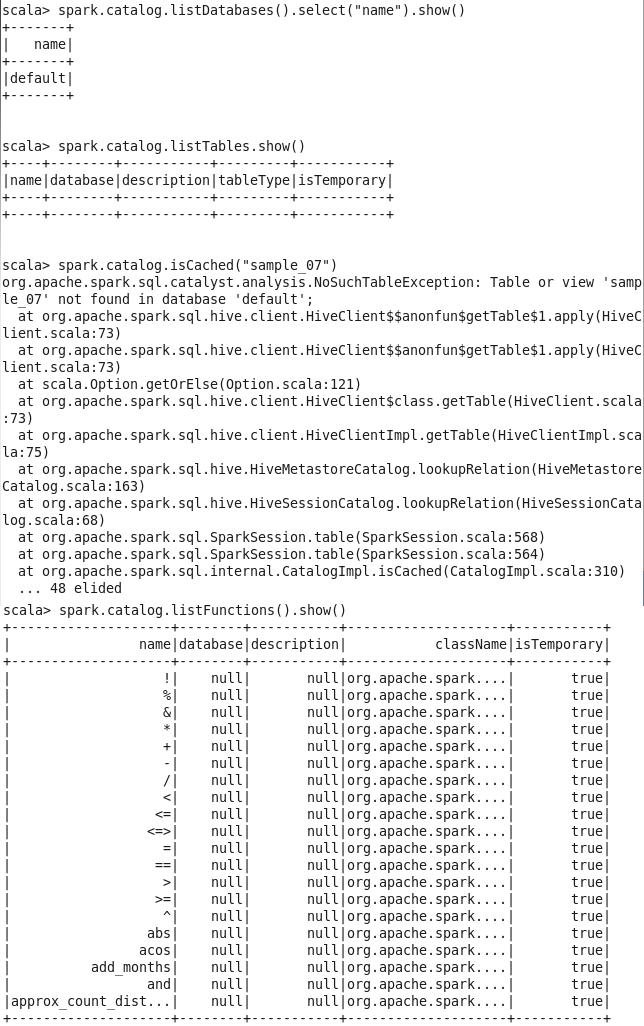 scala> spark.catalog.listDatabases().select("name").show()
+-------+
|   name|
+-------+
|default|
+-------+
scala> spark.catalog.listTables.show()
+----+--------+-----------+---------+-----------+
|name|database|description|tableType|isTemporary|
+----+--------+-----------+---------+-----------+
+----+--------+-----------+---------+-----------+
scala> spark.catalog.isCached("sample_07")
org.apache.spark.sql.catalyst.analysis.NoSuchTableException: Table or view 'samp
le_07' not found in database 'default';
  at org.apache.spark.sql.hive.client.HiveClient$$anonfun$getTable$1.apply(HiveC
lient.scala:73)
  at org.apache.spark.sql.hive.client.HiveClient$$anonfun$getTable$1.apply(HiveC
lient.scala:73)
  at scala.Option.getOrElse(Option.scala:121)
  at org.apache.spark.sql.hive.client.HiveClient$class.getTable(HiveClient.scala
:73)
  at org.apache.spark.sql.hive.client.HiveClientImpl.getTable(HiveClientImpl.sca
la:75)
  at org.apache.spark.sql.hive.HiveMetastoreCatalog.lookupRelation(HiveMetastore
Catalog.scala:163)
  at org.apache.spark.sql.hive.HiveSessionCatalog.lookupRelation(HiveSessionCata
log.scala:68)
  at org.apache.spark.sql.SparkSession.table(SparkSession.scala:568)
  at org.apache.spark.sql.SparkSession.table(SparkSession.scala:564)
  at org.apache.spark.sql.internal.CatalogImpl.isCached(CatalogImpl.scala:310)
  ... 48 elided
scala> spark.catalog.listFunctions().show()
+--------------------+--------+-----------+--------------------+-----------+
|                name|database|description|           className|isTemporary|
+--------------------+--------+-----------+--------------------+-----------+
|                   !|    null|       null|org.apache.spark....|       true|
|                   %|    null|       null|org.apache.spark....|       true|
|                   &|    null|       null|org.apache.spark....|       true|
|                   *|    null|       null|org.apache.spark....|       true|
|                   +|    null|       null|org.apache.spark....|       true|
|                   -|    null|       null|org.apache.spark....|       true|
|                   /|    null|       null|org.apache.spark....|       true|
|                   <|    null|       null|org.apache.spark....|       true|
|                  <=|    null|       null|org.apache.spark....|       true|
|                 <=>|    null|       null|org.apache.spark....|       true|
|                   =|    null|       null|org.apache.spark....|       true|
|                  ==|    null|       null|org.apache.spark....|       true|
|                   >|    null|       null|org.apache.spark....|       true|
|                  >=|    null|       null|org.apache.spark....|       true|
|                   ^|    null|       null|org.apache.spark....|       true|
|                 abs|    null|       null|org.apache.spark....|       true|
|                acos|    null|       null|org.apache.spark....|       true|
|          add_months|    null|       null|org.apache.spark....|       true|
|                 and|    null|       null|org.apache.spark....|       true|
|approx_count_dist...|    null|       null|org.apache.spark....|       true|
+--------------------+--------+-----------+--------------------+-----------+